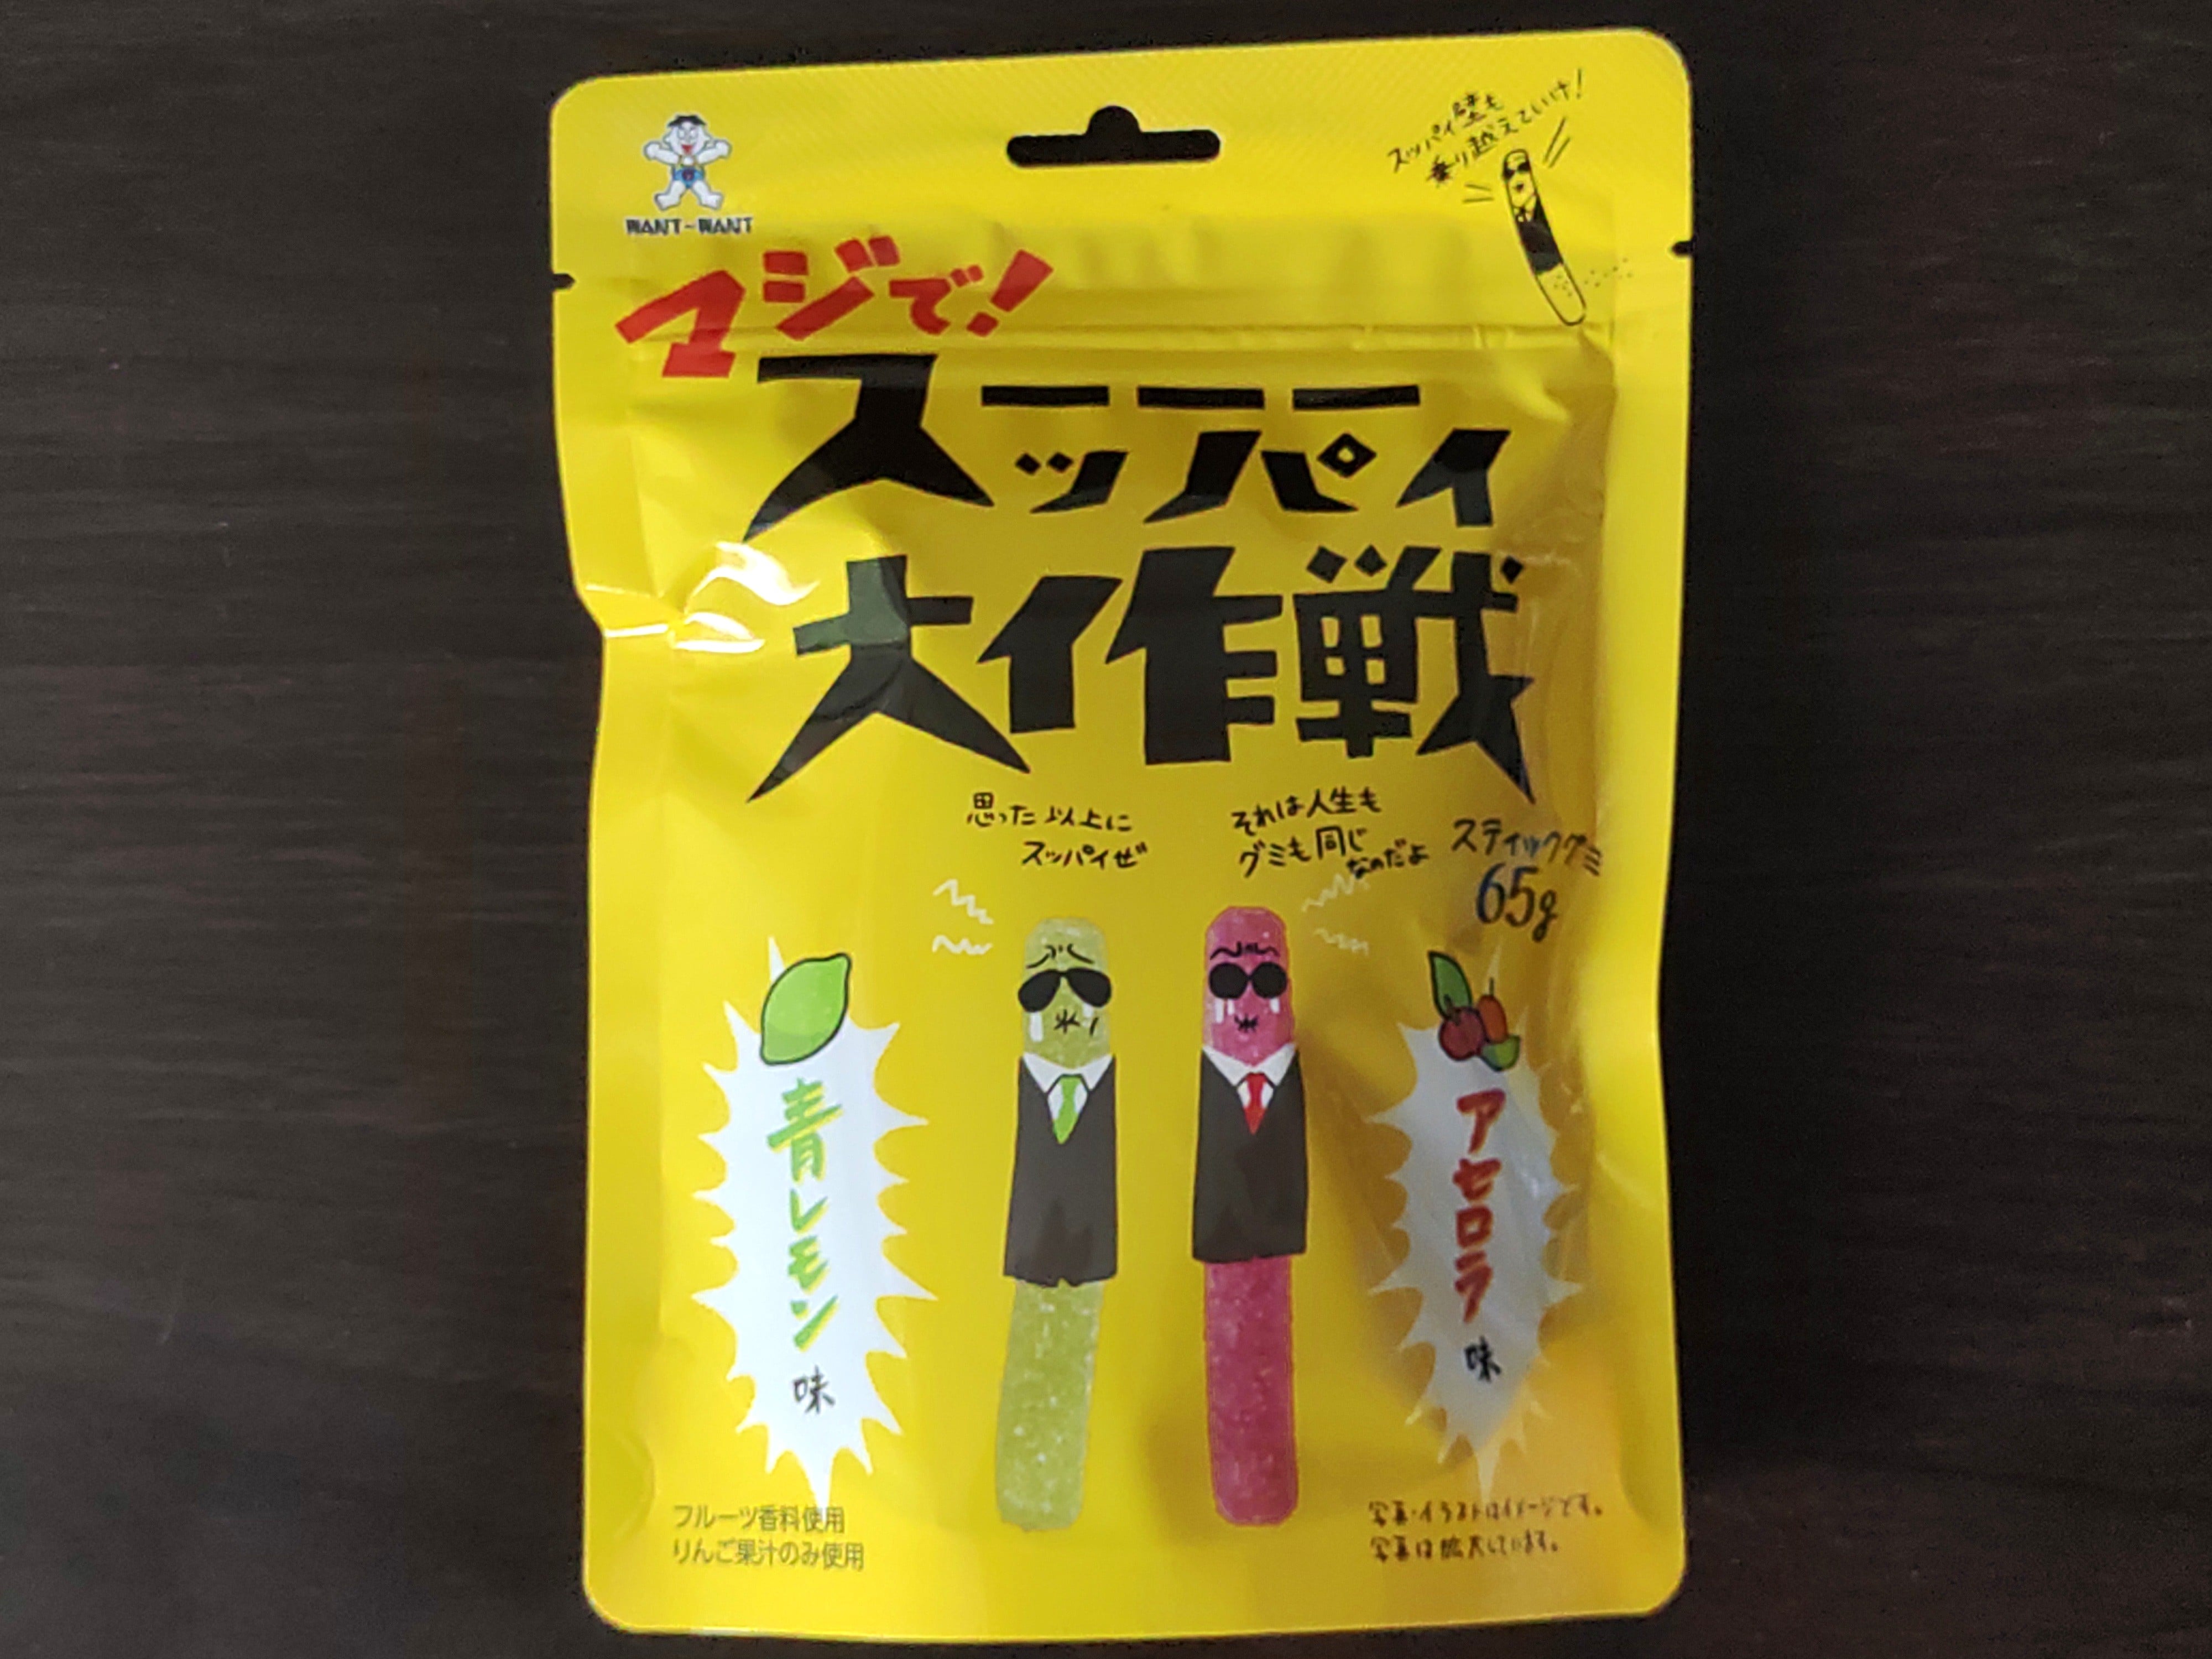 WANT-WANT
スッパイ壁も
乗り越えていけ!
マジで!
スッパイ
大作戦
思った以上に
スッパイぜ
それは人生も
グミも同じ
なのだよ
スティックグミ
65g
青レモン味
アセロラ味
フルーツ香料使用
りんご果汁のみ使用
写真・イラストはイメージです。
写真は拡大しています。